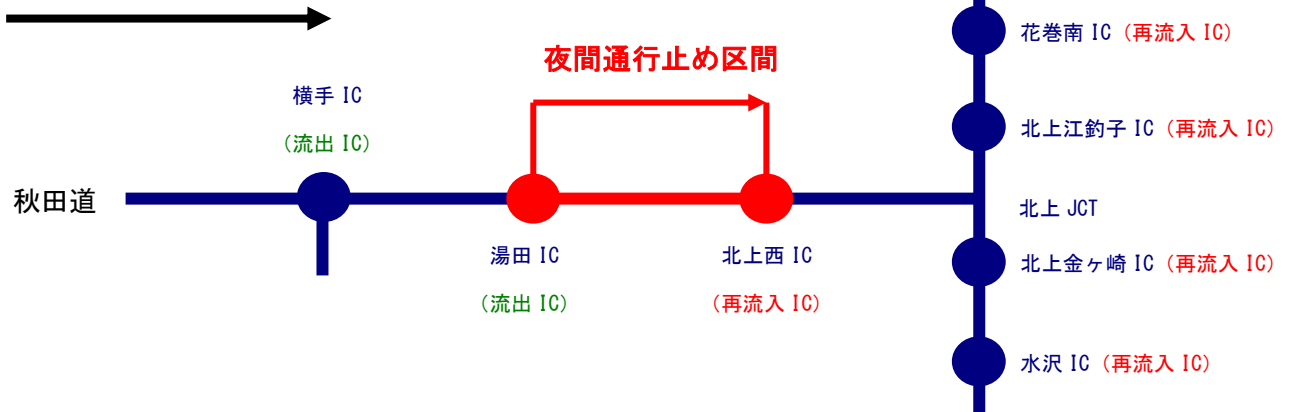 花巻南 IC（再流入 IC）
夜間通行止め区間
横手 IC
（流出 IC）
北上江釣子 IC（再流入 IC）
秋田道
北上 JCT
湯田 IC
（流出 IC）
北上西 IC
（再流入 IC）
北上金ヶ崎 IC（再流入 IC）
水沢 IC（再流入 IC）